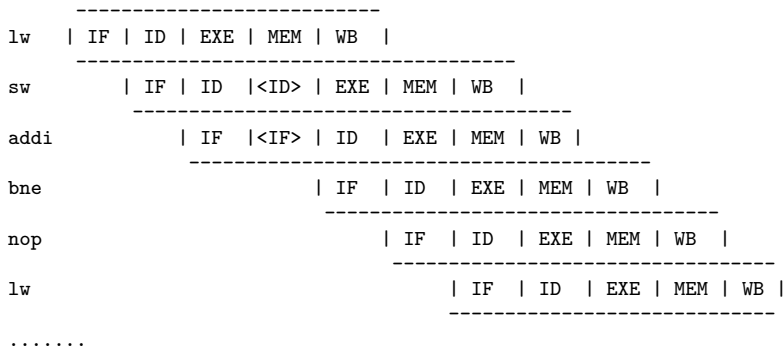 ---------------------------
lw | IF | ID | EXE | MEM | WB |
---------------------------------------
sw | IF | ID |<ID> | EXE | MEM | WB |
---------------------------------------
addi | IF |<IF> | ID | EXE | MEM | WB |
-----------------------------------------
bne | IF | ID | EXE | MEM | WB |
-----------------------------------
nop | IF | ID | EXE | MEM | WB |
----------------------------------
lw | IF | ID | EXE | MEM | WB |
-----------------------------
.......